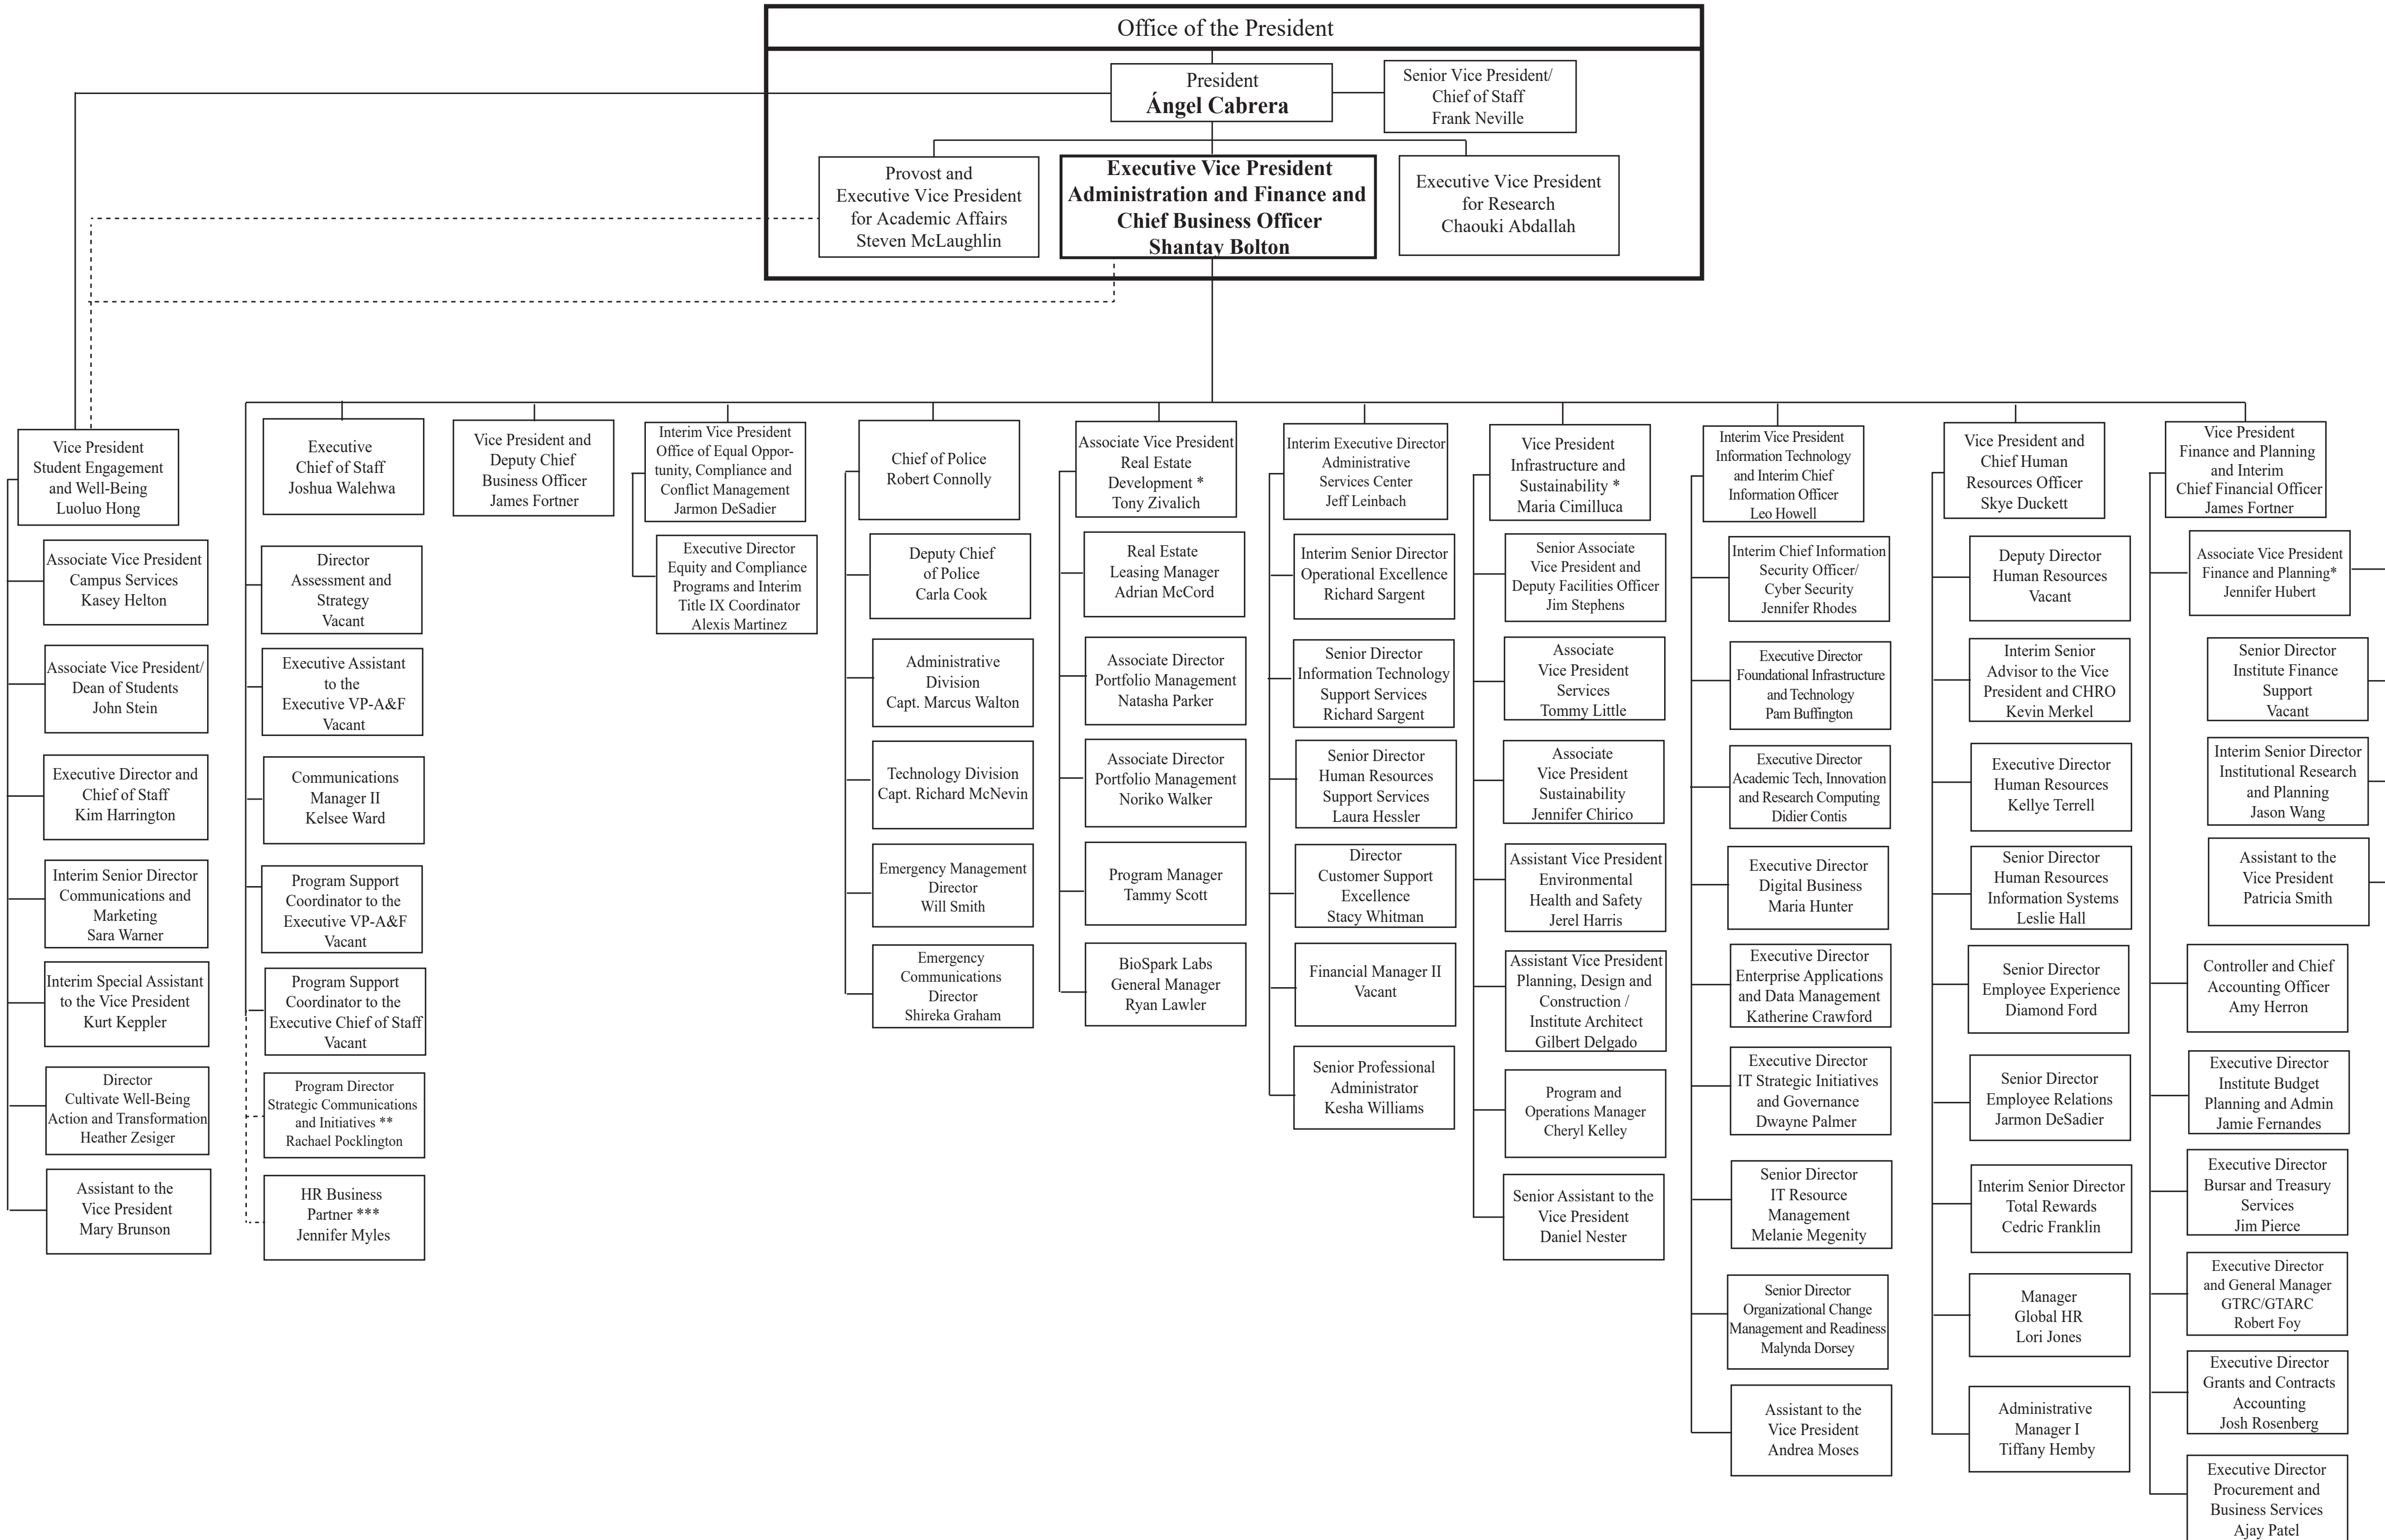 Office of the President
President
Ángel Cabrera
Senior Vice President/
Chief of Staff
Frank Neville
Provost and
Executive Vice President
for Academic Affairs
Steven McLaughlin
Executive Vice President
Administration and Finance and
Chief Business Officer
Shantay Bolton
Executive Vice President
for Research
Chaouki Abdallah
Vice President
Student Engagement
and Well-Being
Luoluo Hong
Associate Vice President
Campus Services
Kasey Helton
Associate Vice President/
Dean of Students
John Stein
Executive Director and
Chief of Staff
Kim Harrington
Interim Senior Director
Communications and
Marketing
Sara Warner
Interim Special Assistant
to the Vice President
Kurt Keppler
Director
Cultivate Well-Being
Action and Transformation
Heather Zesiger
Assistant to the
Vice President
Mary Brunson
Executive
Chief of Staff
Joshua Walehwa
Director
Assessment and
Strategy
Vacant
Executive Assistant
to the
Executive VP-A&F
Vacant
Communications
Manager II
Kelsee Ward
Program Support
Coordinator to the
Executive VP-A&F
Vacant
Program Support
Coordinator to the
Executive Chief of Staff
Vacant
Program Director
Strategic Communications
and Initiatives **
Rachael Pocklington
HR Business
Partner ***
Jennifer Myles
Vice President and
Deputy Chief
Business Officer
James Fortner
Interim Vice President
Office of Equal Oppor-
tunity, Compliance and
Conflict Management
Jarmon DeSadier
Executive Director
Equity and Compliance
Programs and Interim
Title IX Coordinator
Alexis Martinez
Chief of Police
Robert Connolly
Deputy Chief
of Police
Carla Cook
Administrative
Division
Capt. Marcus Walton
Technology Division
Capt. Richard McNevin
Emergency Management
Director
Will Smith
Emergency
Communications
Director
Shireka Graham
Associate Vice President
Real Estate
Development *
Tony Zivalich
Real Estate
Leasing Manager
Adrian McCord
Associate Director
Portfolio Management
Natasha Parker
Associate Director
Portfolio Management
Noriko Walker
Program Manager
Tammy Scott
BioSpark Labs
General Manager
Ryan Lawler
Interim Executive Director
Administrative
Services Center
Jeff Leinbach
Interim Senior Director
Operational Excellence
Richard Sargent
Senior Director
Information Technology
Support Services
Richard Sargent
Senior Director
Human Resources
Support Services
Laura Hessler
Director
Customer Support
Excellence
Stacy Whitman
Financial Manager II
Vacant
Senior Professional
Administrator
Kesha Williams
Vice President
Infrastructure and
Sustainability *
Maria Cimilluca
Senior Associate
Vice President and
Deputy Facilities Officer
Jim Stephens
Associate
Vice President
Services
Tommy Little
Associate
Vice President
Sustainability
Jennifer Chirico
Assistant Vice President
Environmental
Health and Safety
Jerel Harris
Assistant Vice President
Planning, Design and
Construction /
Institute Architect
Gilbert Delgado
Program and
Operations Manager
Cheryl Kelley
Senior Assistant to the
Vice President
Daniel Nester
Interim Vice President
Information Technology
and Interim Chief
Information Officer
Leo Howell
Interim Chief Information
Security Officer/
Cyber Security
Jennifer Rhodes
Executive Director
Foundational Infrastructure
and Technology
Pam Buffington
Executive Director
Academic Tech, Innovation
and Research Computing
Didier Contis
Executive Director
Digital Business
Maria Hunter
Executive Director
Enterprise Applications
and Data Management
Katherine Crawford
Executive Director
IT Strategic Initiatives
and Governance
Dwayne Palmer
Senior Director
IT Resource
Management
Melanie Megenity
Senior Director
Organizational Change
Management and Readiness
Malynda Dorsey
Assistant to the
Vice President
Andrea Moses
Vice President and
Chief Human
Resources Officer
Skye Duckett
Deputy Director
Human Resources
Vacant
Interim Senior
Advisor to the Vice
President and CHRO
Kevin Merkel
Executive Director
Human Resources
Kellye Terrell
Senior Director
Human Resources
Information Systems
Leslie Hall
Senior Director
Employee Experience
Diamond Ford
Senior Director
Employee Relations
Jarmon DeSadier
Interim Senior Director
Total Rewards
Cedric Franklin
Manager
Global HR
Lori Jones
Administrative
Manager I
Tiffany Hemby
Vice President
Finance and Planning
and Interim
Chief Financial Officer
James Fortner
Associate Vice President
Finance and Planning*
Jennifer Hubert
Senior Director
Institute Finance
Support
Vacant
Interim Senior Director
Institutional Research
and Planning
Jason Wang
Assistant to the
Vice President
Patricia Smith
Controller and Chief
Accounting Officer
Amy Herron
Executive Director
Institute Budget
Planning and Admin
Jamie Fernandes
Executive Director
Bursar and Treasury
Services
Jim Pierce
Executive Director
and General Manager
GTRC/GTARC
Robert Foy
Executive Director
Grants and Contracts
Accounting
Josh Rosenberg
Executive Director
Procurement and
Business Services
Ajay Patel